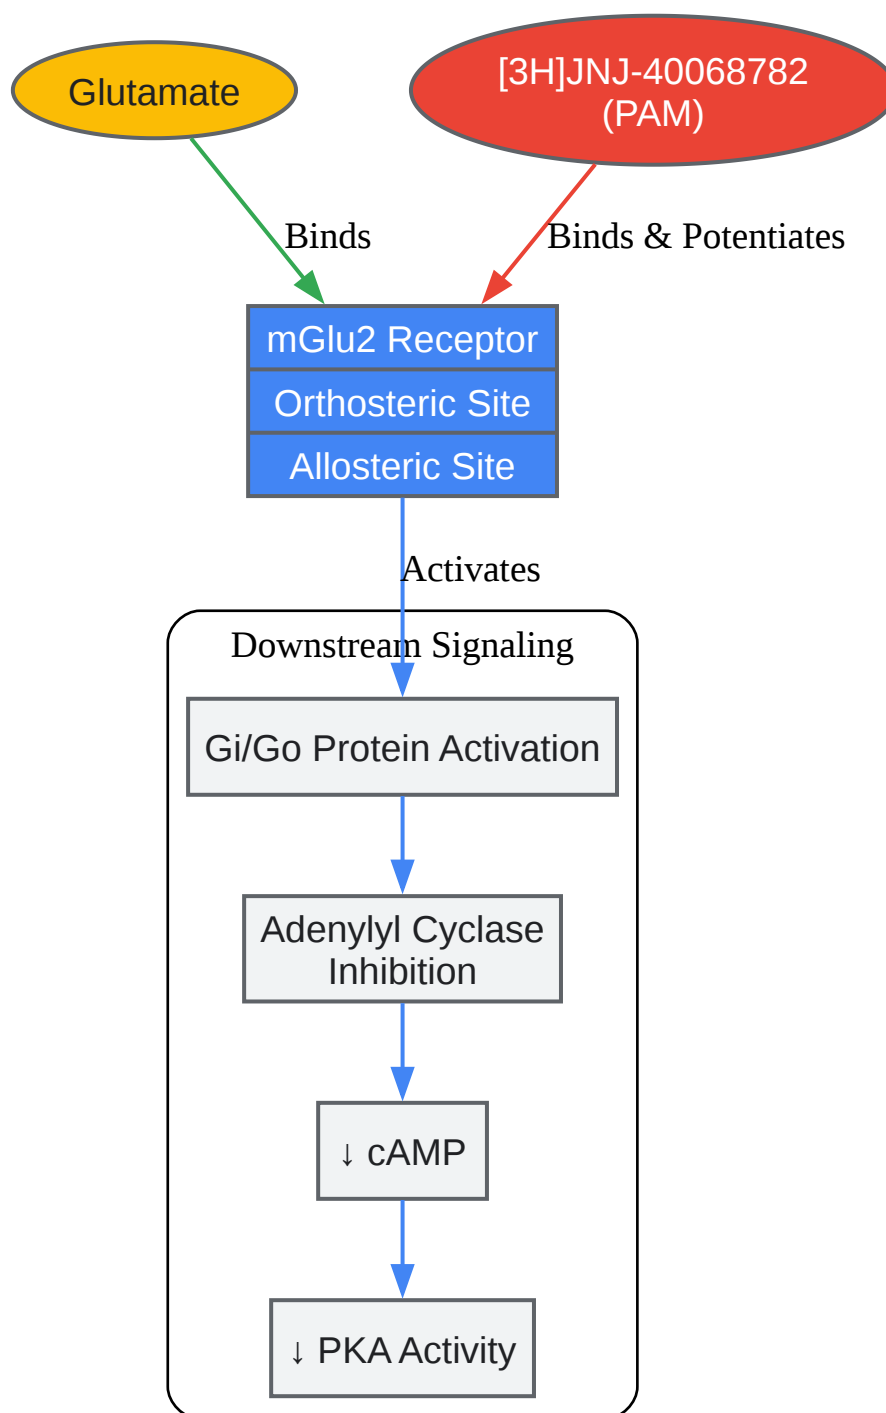 Glutamate
[3H]JNJ-40068782
(PAM)
Binds
Binds & Potentiates
mGlu2 Receptor
Orthosteric Site
Allosteric Site
Activates
Downstream Signaling
Gi/Go Protein Activation
Adenylyl Cyclase
Inhibition
↓ cAMP
↓ PKA Activity